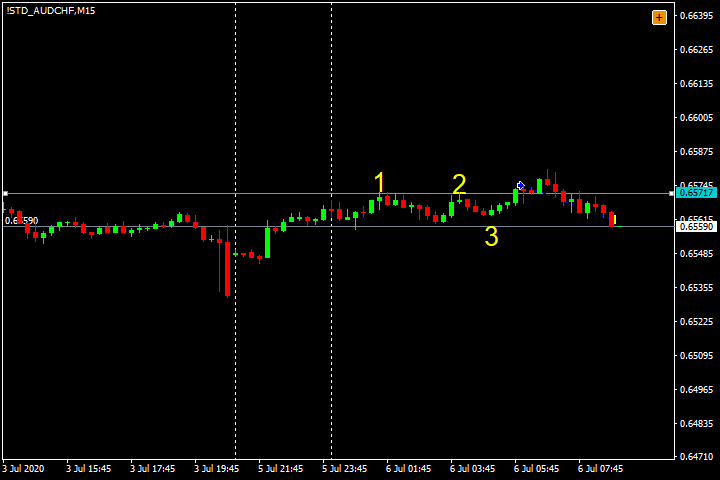 !STD_AUDCHF,M15
0.66395
0.66265
0.66135
0.66005
0.65875
0.65745
0.65717
0.65615
0.65590
0.65485
0.65355
0.65225
0.65095
0.64965
0.64835
0.64710
1
2
3
3 Jul 2020
3 Jul 15:45
3 Jul 17:45
3 Jul 19:45
5 Jul 21:45
5 Jul 23:45
6 Jul 01:45
6 Jul 03:45
6 Jul 05:45
6 Jul 07:45